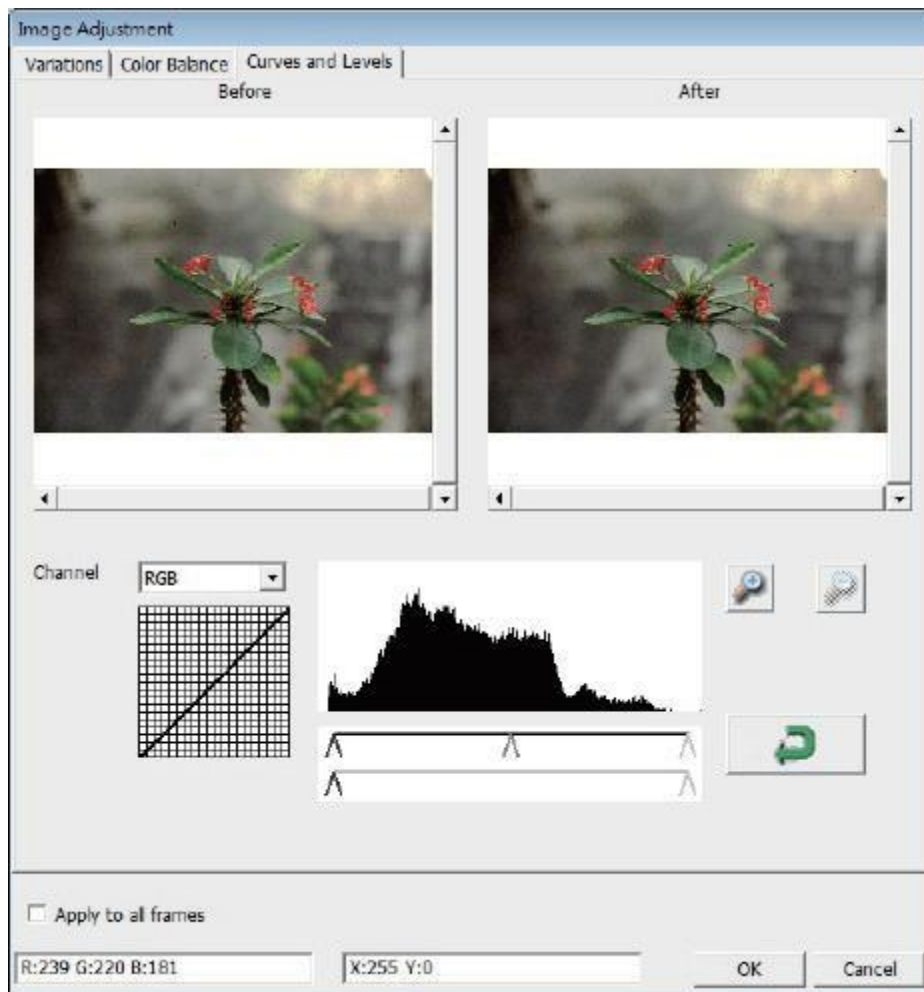 Image Adjustment
Variations
Color Balance
Curves and Levels
Before
After
Channel
RGB
Apply to all frames
R:239 G:220 B:181
X:255 Y:0
OK
Cancel